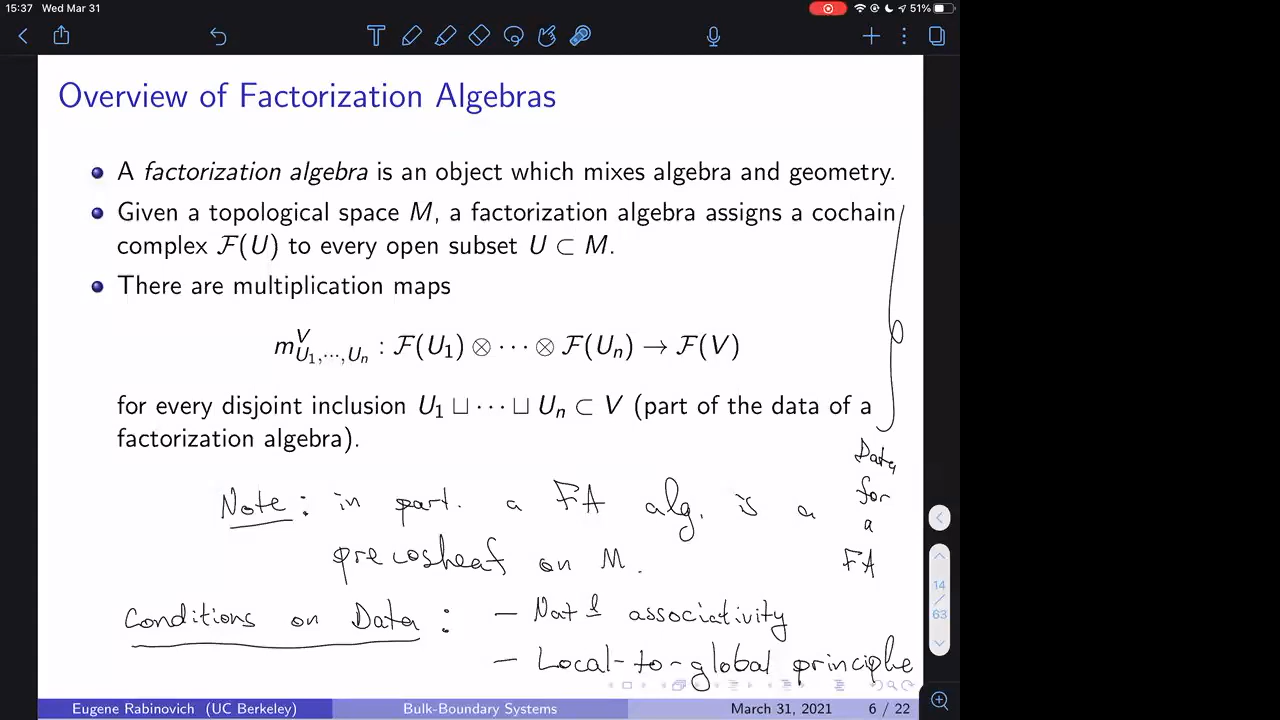 15:37 Wed Mar 31
51%
Overview of Factorization Algebras
A factorization algebra is an object which mixes algebra and geometry.
Given a topological space M, a factorization algebra assigns a cochain
complex F(U) to every open subset U ⊂ M.
There are multiplication maps
m^V_{U_1,···,U_n} : F(U_1) ⊗ ··· ⊗ F(U_n) → F(V)
for every disjoint inclusion U_1 ⊔ ··· ⊔ U_n ⊂ V (part of the data of a
factorization algebra).
Data
for
a
FA
Note: in part. a FA alg. is a
precosheaf on M.
Conditions on Data: - Nat'l associativity
- Local-to-global principle
14
/
63
Eugene Rabinovich (UC Berkeley) Bulk-Boundary Systems March 31, 2021 6 / 22